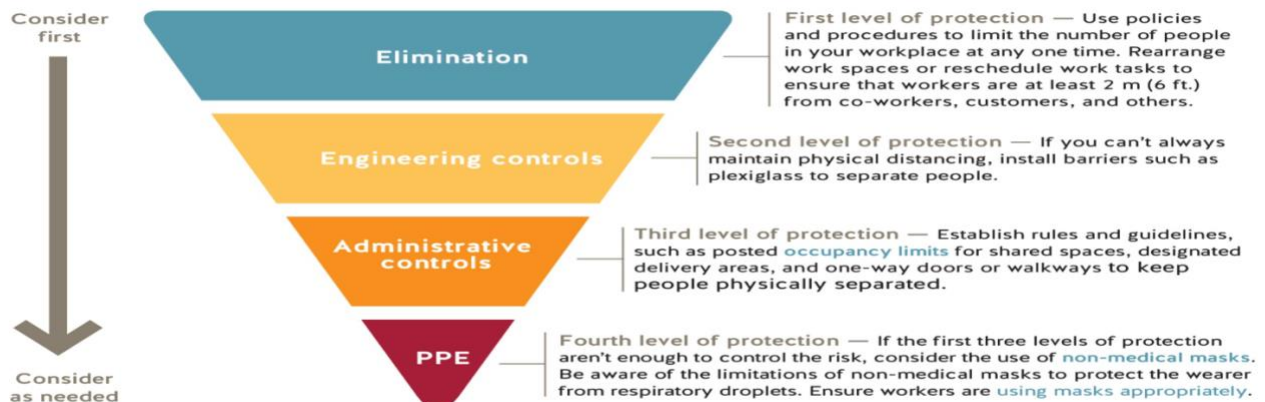 Consider
first
Elimination
First level of protection — Use policies
and procedures to limit the number of people
in your workplace at any one time. Rearrange
work spaces or reschedule work tasks to
ensure that workers are at least 2 m (6 ft.)
from co-workers, customers, and others.
Engineering controls
Second level of protection — If you can't always
maintain physical distancing, install barriers such as
plexiglass to separate people.
Administrative
controls
Third level of protection — Establish rules and guidelines,
such as posted occupancy limits for shared spaces, designated
delivery areas, and one-way doors or walkways to keep
people physically separated.
PPE
Fourth level of protection — If the first three levels of protection
aren't enough to control the risk, consider the use of non-medical masks.
Be aware of the limitations of non-medical masks to protect the wearer
from respiratory droplets. Ensure workers are using masks appropriately.
Consider
as needed